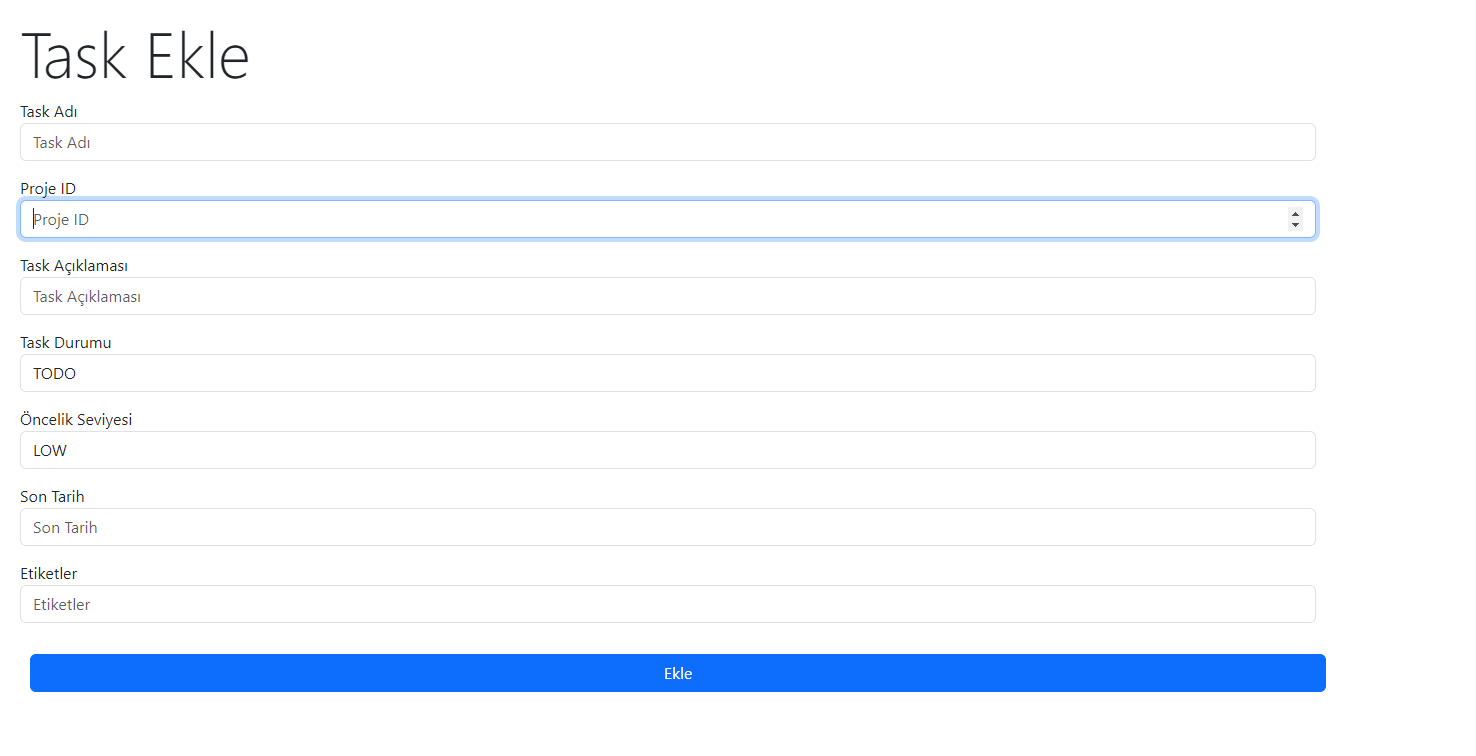 Task Ekle
Task Adı
Task Adı
Proje ID
Proje ID
Task Açıklaması
Task Açıklaması
Task Durumu
TODO
Öncelik Seviyesi
LOW
Son Tarih
Son Tarih
Etiketler
Etiketler
Ekle